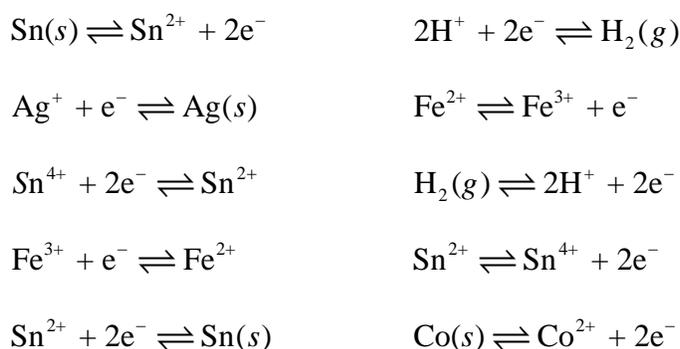 Sn(s) ⇌ Sn²⁺ + 2e⁻ 2H⁺ + 2e⁻ ⇌ H₂(g)
Ag⁺ + e⁻ ⇌ Ag(s) Fe²⁺ ⇌ Fe³⁺ + e⁻
Sn⁴⁺ + 2e⁻ ⇌ Sn²⁺ H₂(g) ⇌ 2H⁺ + 2e⁻
Fe³⁺ + e⁻ ⇌ Fe²⁺ Sn²⁺ ⇌ Sn⁴⁺ + 2e⁻
Sn²⁺ + 2e⁻ ⇌ Sn(s) Co(s) ⇌ Co²⁺ + 2e⁻